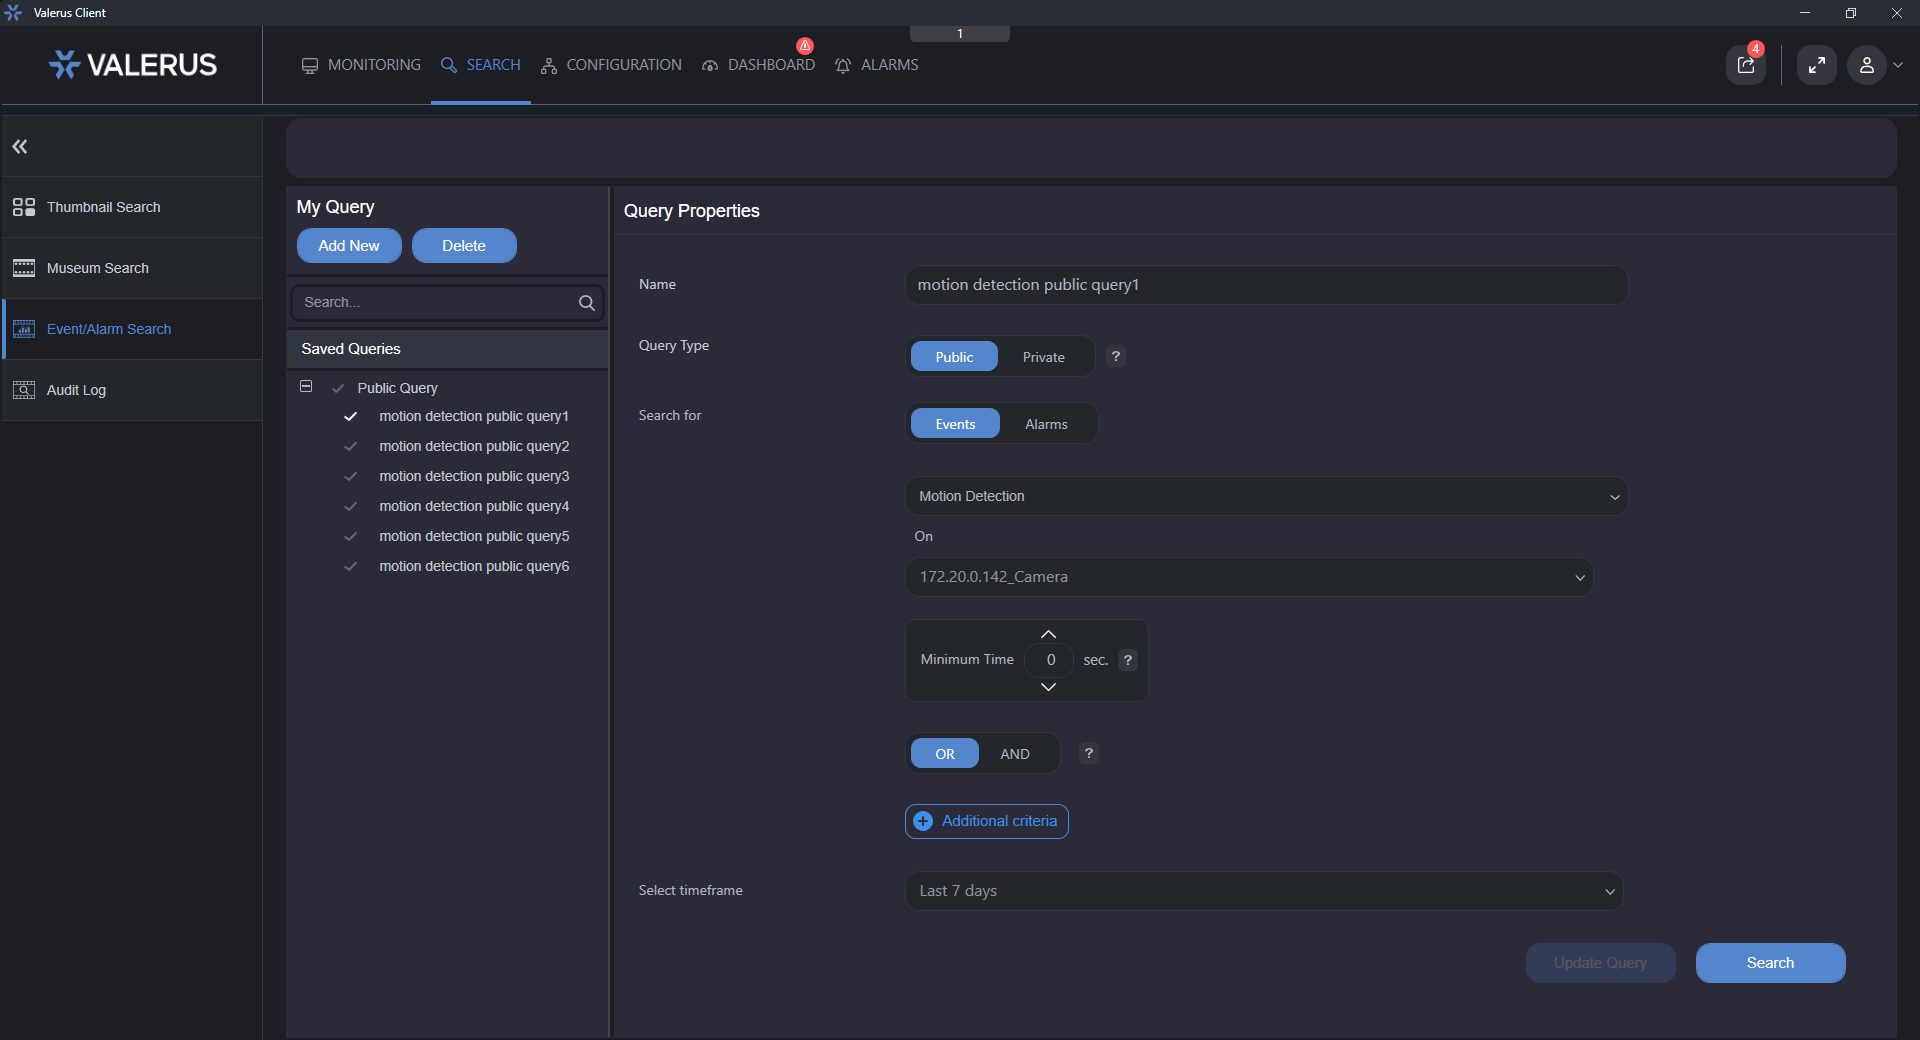 Valerus Client
1
VALERUS
MONITORING
SEARCH
CONFIGURATION
DASHBOARD
ALARMS
4
Thumbnail Search
Museum Search
Event/Alarm Search
Audit Log
My Query
Add New
Delete
Search...
Saved Queries
Public Query
motion detection public query1
motion detection public query2
motion detection public query3
motion detection public query4
motion detection public query5
motion detection public query6
Query Properties
Name
motion detection public query1
Query Type
Public
Private
?
Search for
Events
Alarms
Motion Detection
On
172.20.0.142_Camera
Minimum Time
0
sec.
?
OR
AND
?
Additional criteria
Select timeframe
Last 7 days
Update Query
Search